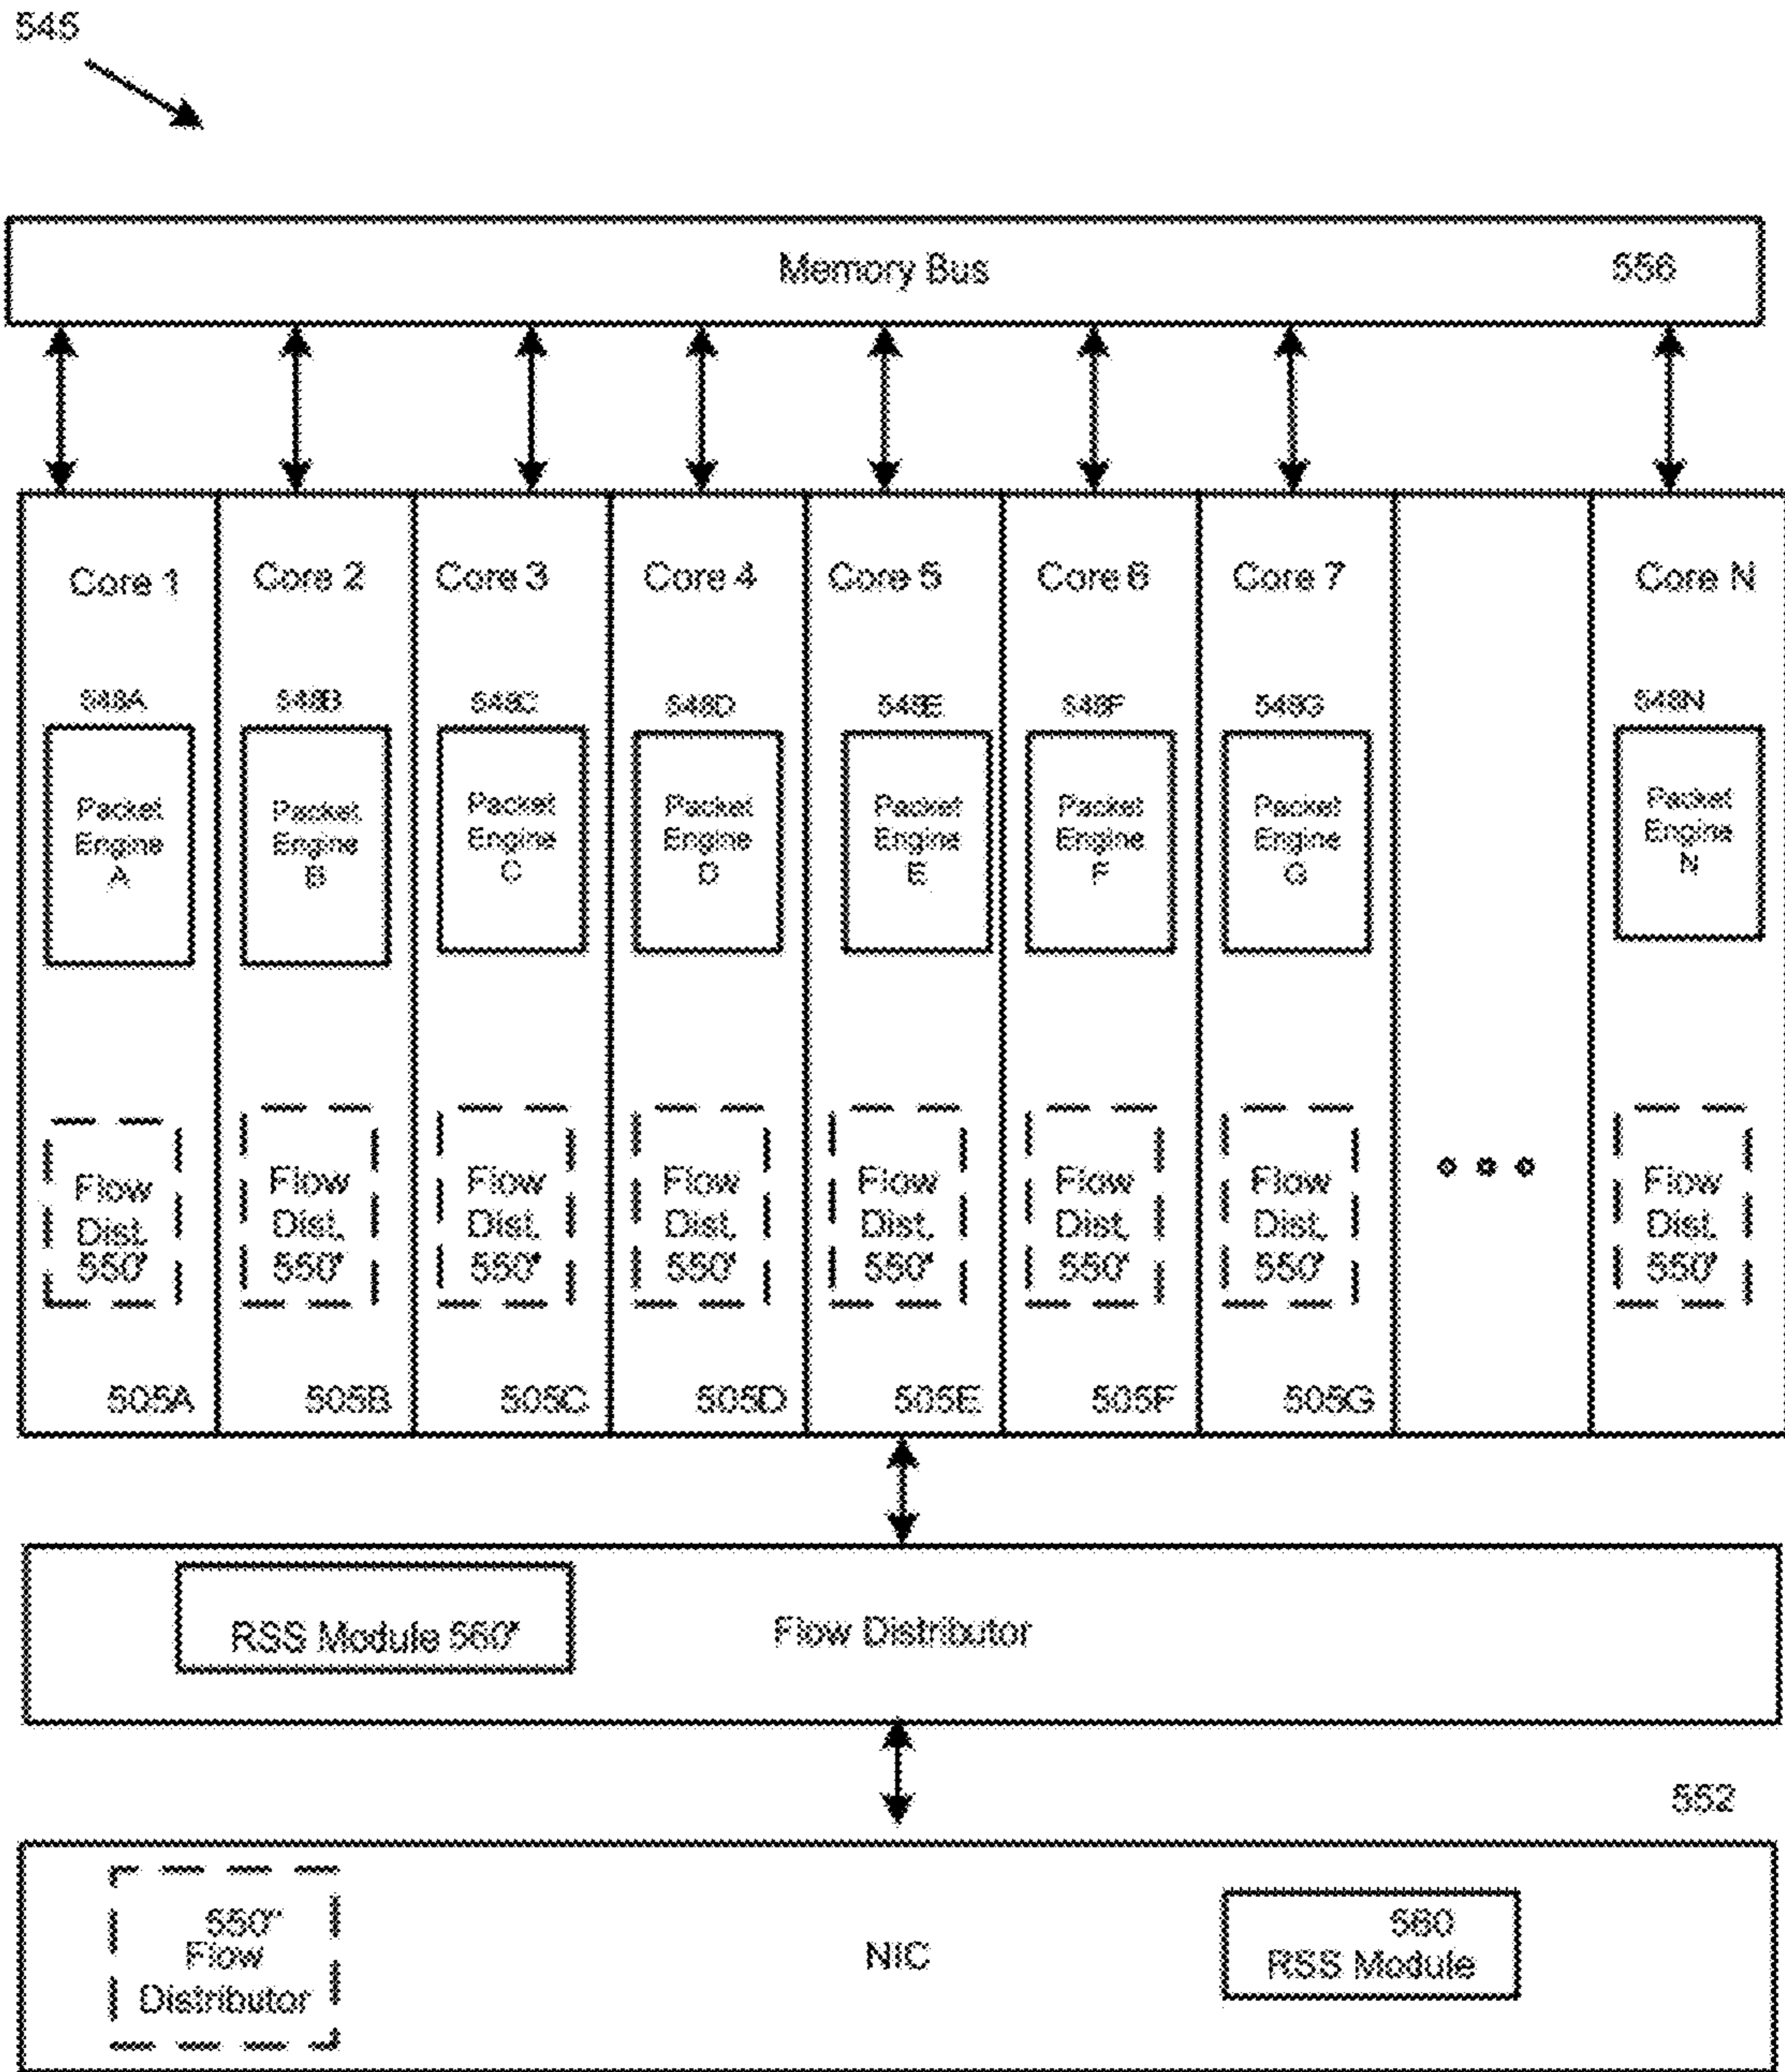 545
Memory Bus 556
Core 1 Core 2 Core 3 Core 4 Core 5 Core 6 Core 7 Core N
548A 548B 548C 548D 548E 548F 548G 548N
Packet
Engine
A
Packet
Engine
B
Packet
Engine
C
Packet
Engine
D
Packet
Engine
E
Packet
Engine
F
Packet
Engine
G
Packet
Engine
N
Flow
Dist.
550'
Flow
Dist.
550'
Flow
Dist.
550'
Flow
Dist.
550'
Flow
Dist.
550'
Flow
Dist.
550'
Flow
Dist.
550'
• • •
Flow
Dist.
550'
505A 505B 505C 505D 505E 505F 505G
RSS Module 560' Flow Distributor
552
550''
Flow
Distributor
NIC
560
RSS Module